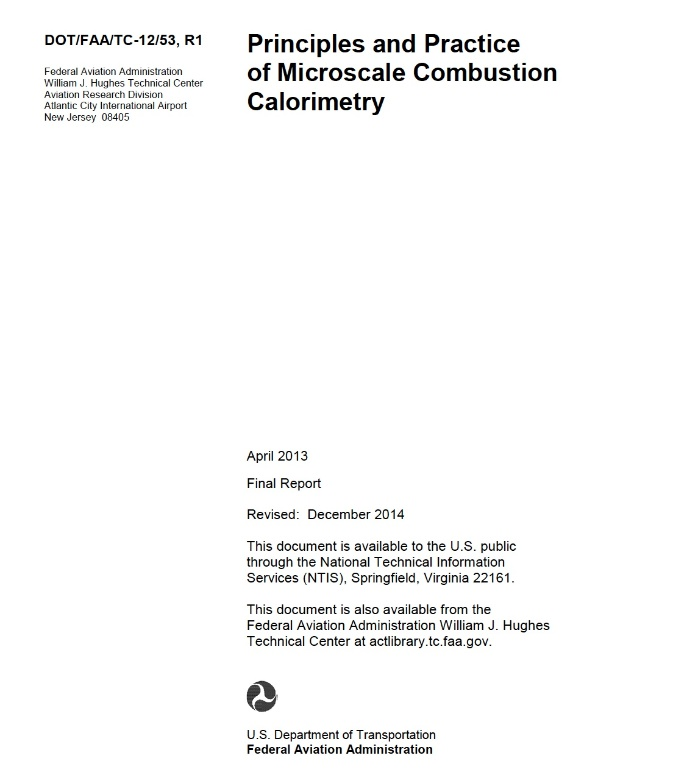 DOT/FAA/TC-12/53, R1
Federal Aviation Administration
William J. Hughes Technical Center
Aviation Research Division
Atlantic City International Airport
New Jersey  08405
Principles and Practice
of Microscale Combustion
Calorimetry
April 2013
Final Report
Revised:  December 2014
This document is available to the U.S. public
through the National Technical Information
Services (NTIS), Springfield, Virginia 22161.
This document is also available from the
Federal Aviation Administration William J. Hughes
Technical Center at actlibrary.tc.faa.gov.
U.S. Department of Transportation
Federal Aviation Administration